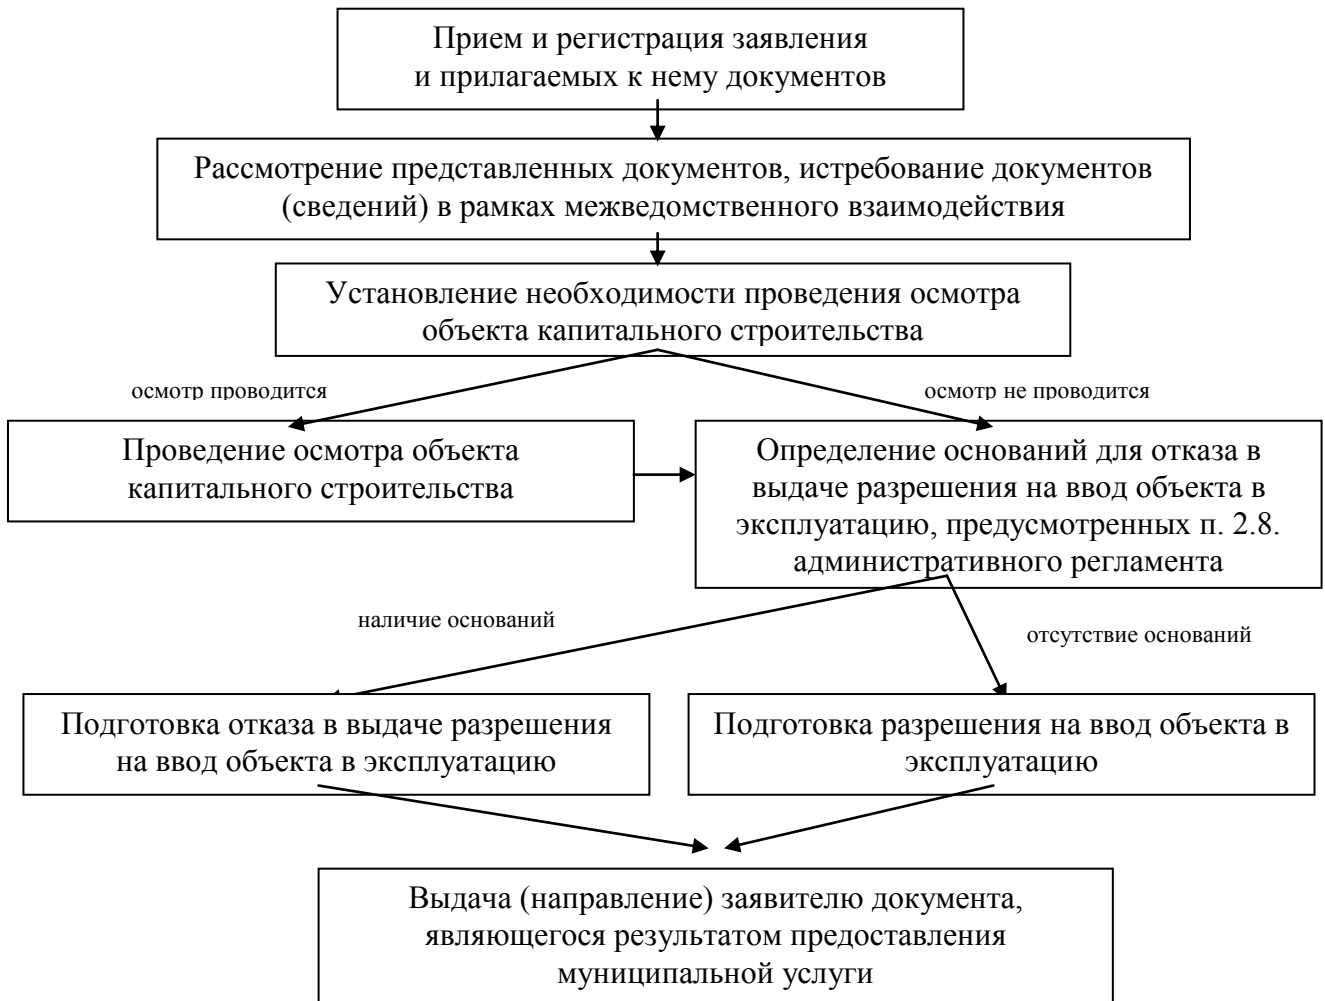 Прием и регистрация заявления
и прилагаемых к нему документов
Рассмотрение представленных документов, истребование документов
(сведений) в рамках межведомственного взаимодействия
Установление необходимости проведения осмотра
объекта капитального строительства
осмотр проводится
осмотр не проводится
Проведение осмотра объекта
капитального строительства
Определение оснований для отказа в
выдаче разрешения на ввод объекта в
эксплуатацию, предусмотренных п. 2.8.
административного регламента
наличие оснований
отсутствие оснований
Подготовка отказа в выдаче разрешения
на ввод объекта в эксплуатацию
Подготовка разрешения на ввод объекта в
эксплуатацию
Выдача (направление) заявителю документа,
являющегося результатом предоставления
муниципальной услуги